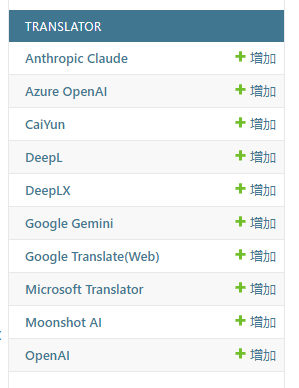 TRANSLATOR
Anthropic Claude 增加
Azure OpenAI 增加
CaiYun 增加
DeepL 增加
DeepLX 增加
Google Gemini 增加
Google Translate(Web) 增加
Microsoft Translator 增加
Moonshot AI 增加
OpenAI 增加